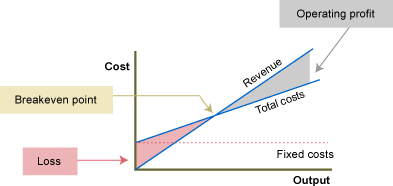 Operating profit
Cost
Revenue
Breakeven point
Total costs
Fixed costs
Loss
Output